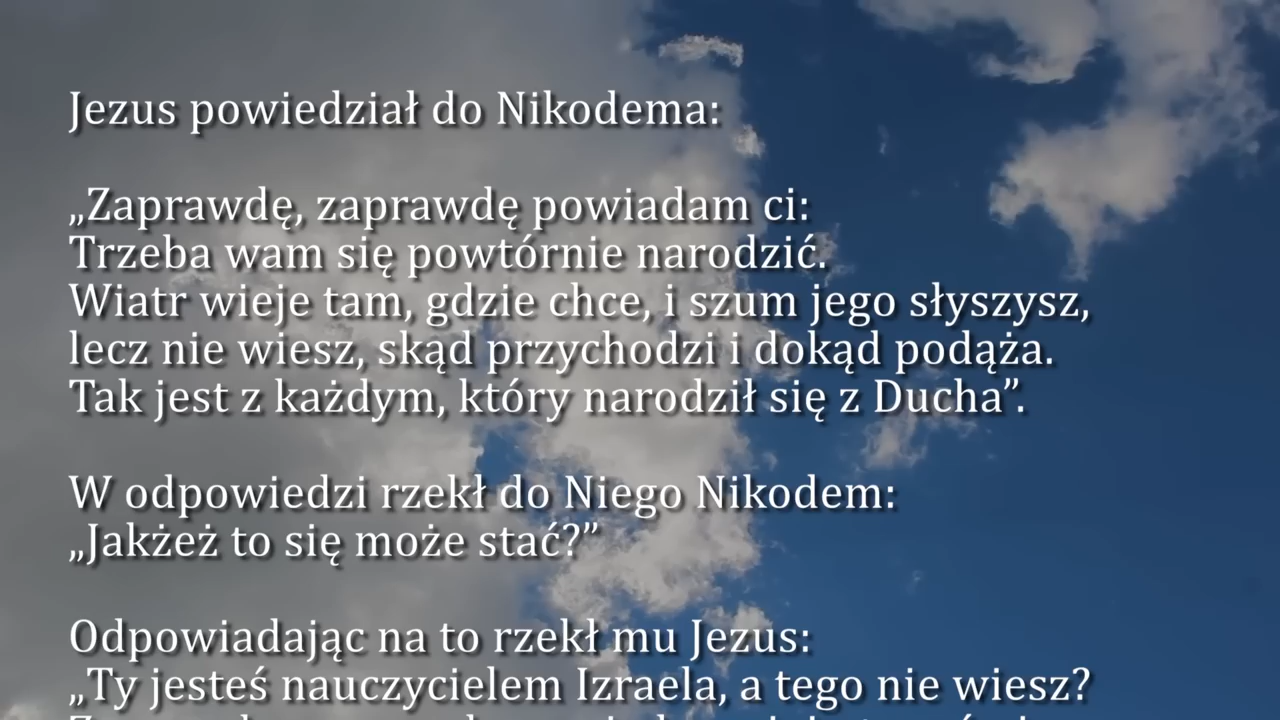 Jezus powiedział do Nikodema:
„Zaprawdę, zaprawdę powiadam ci:
Trzeba wam się powtórnie narodzić.
Wiatr wieje tam, gdzie chce, i szum jego słyszysz,
lecz nie wiesz, skąd przychodzi i dokąd podąża.
Tak jest z każdym, który narodził się z Ducha”.
W odpowiedzi rzekł do Niego Nikodem:
„Jakżeż to się może stać?”
Odpowiadając na to rzekł mu Jezus:
„Ty jesteś nauczycielem Izraela, a tego nie wiesz?